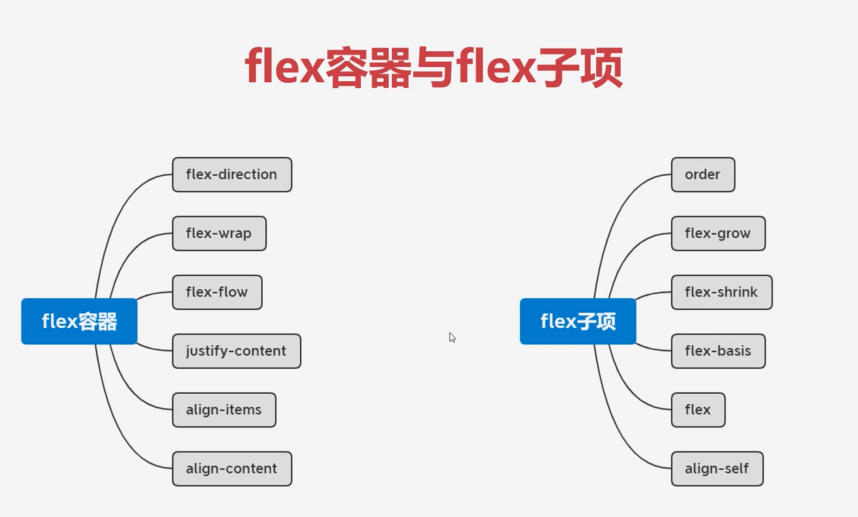 flex容器与flex子项
flex容器
flex-direction
flex-wrap
flex-flow
justify-content
align-items
align-content
flex子项
order
flex-grow
flex-shrink
flex-basis
flex
align-self